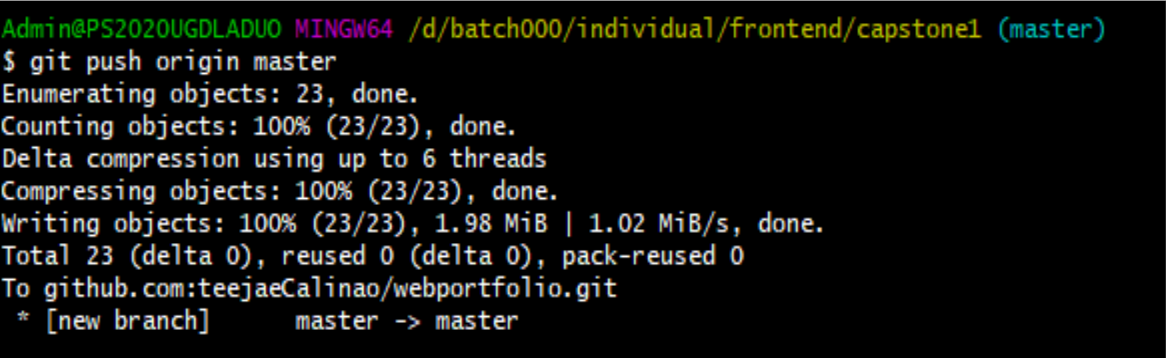 Admin@PS2020UGDLADUO MINGW64 /d/batch000/individual/frontend/capstone1 (master)
$ git push origin master
Enumerating objects: 23, done.
Counting objects: 100% (23/23), done.
Delta compression using up to 6 threads
Compressing objects: 100% (23/23), done.
Writing objects: 100% (23/23), 1.98 MiB | 1.02 MiB/s, done.
Total 23 (delta 0), reused 0 (delta 0), pack-reused 0
To github.com:teejaeCalinao/webportfolio.git
 * [new branch]      master -> master